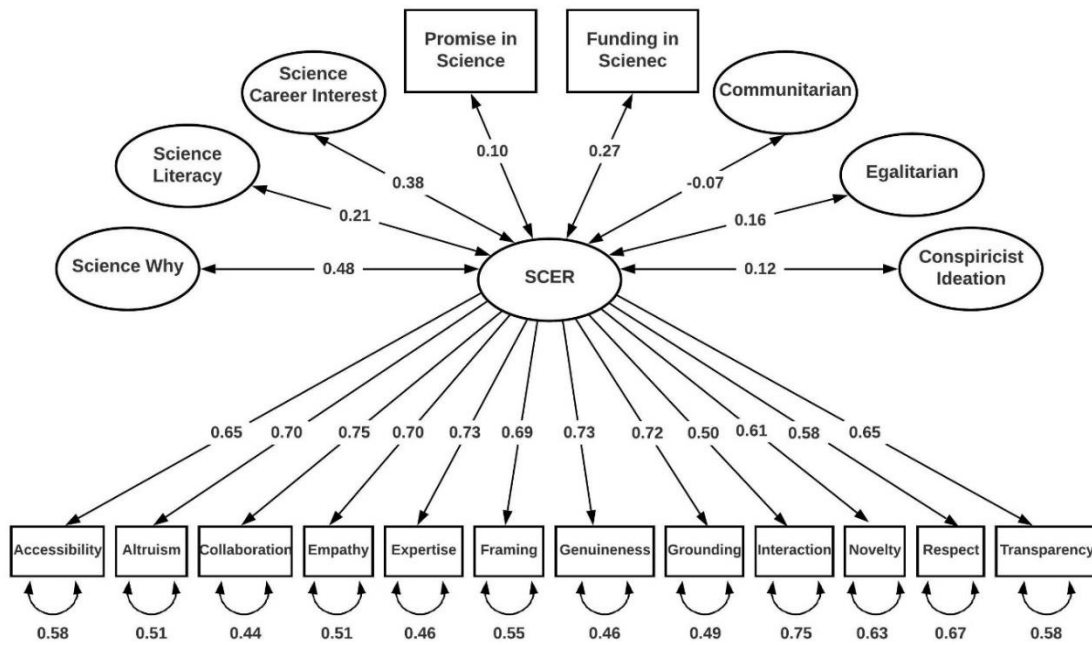 Promise in
Science
Funding in
Scienec
Science
Career Interest
Communitarian
Science
Literacy
Egalitarian
0.10
0.27
0.38
-0.07
0.21
0.16
Science Why
0.48
SCER
0.12
Conspiricist
Ideation
0.65
0.70
0.75
0.70
0.73
0.69
0.73
0.72
0.50
0.61
0.58
0.65
Accessibility
Altruism
Collaboration
Empathy
Expertise
Framing
Genuineness
Grounding
Interaction
Novelty
Respect
Transparency
0.58
0.51
0.44
0.51
0.46
0.55
0.46
0.49
0.75
0.63
0.67
0.58